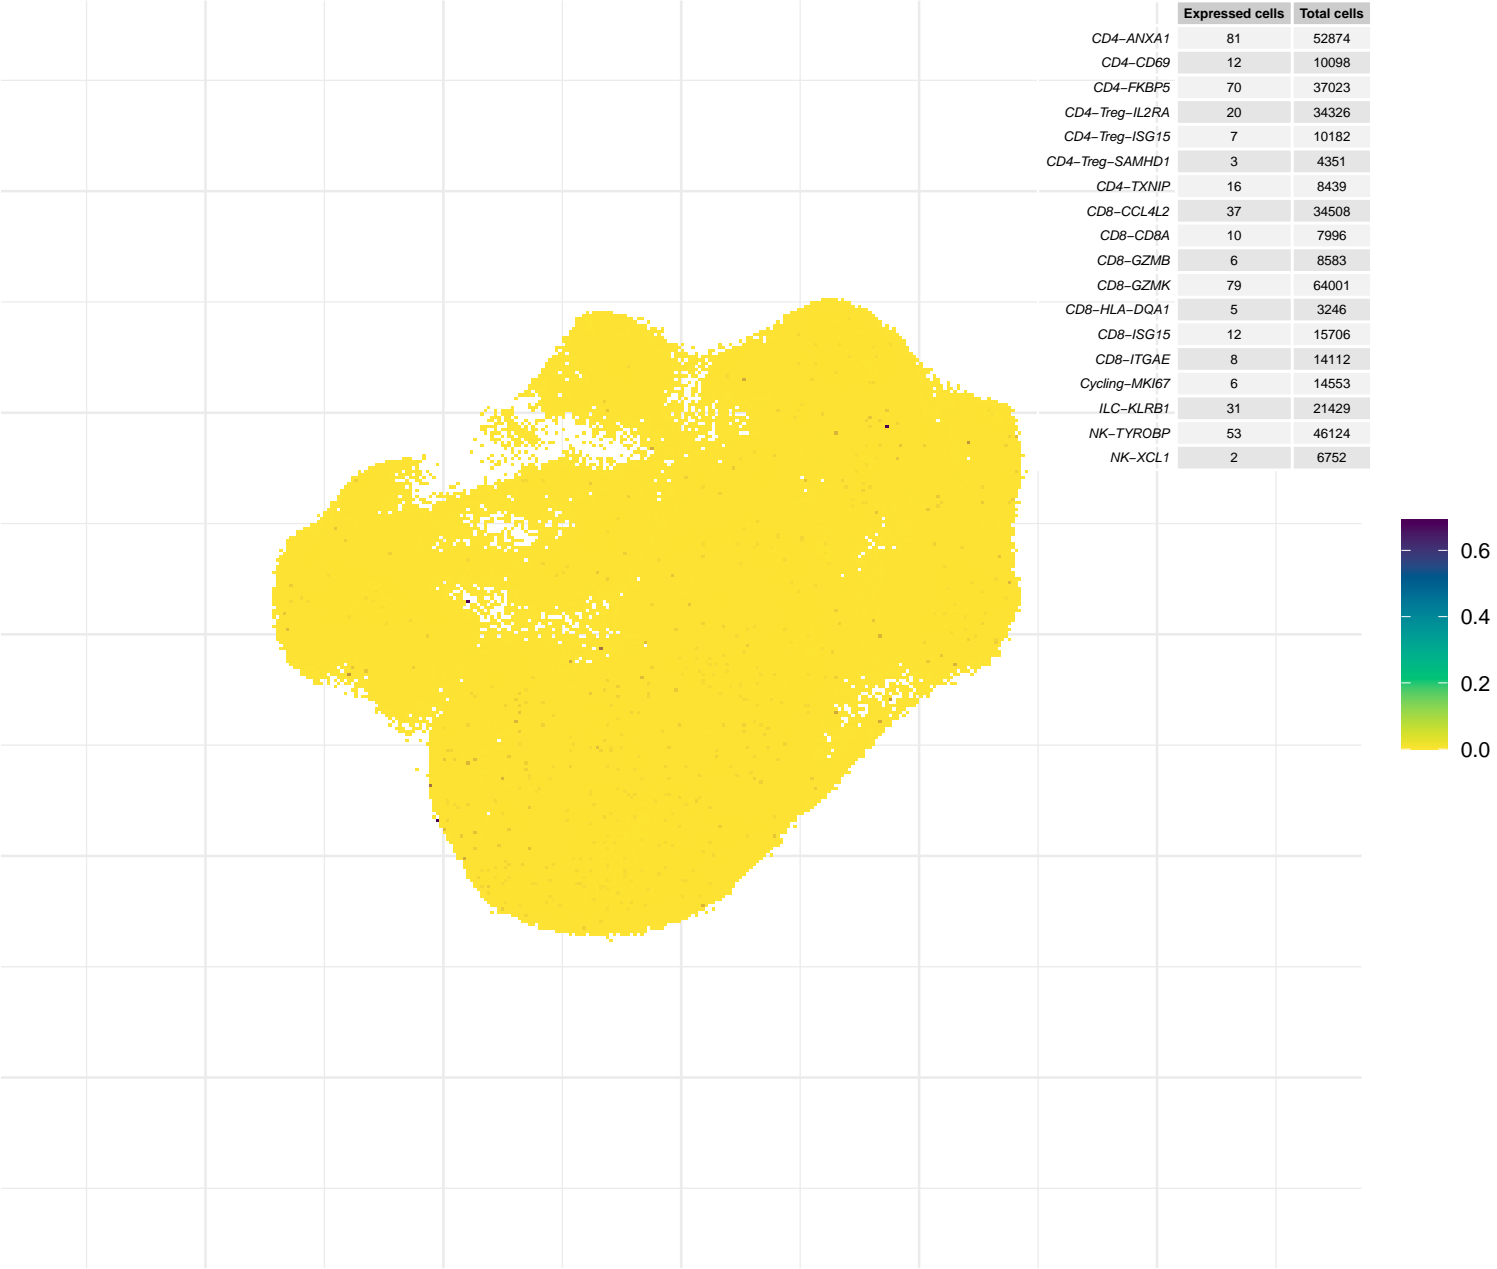 Expressed cells Total cells
CD4−ANXA1 81 52874
CD4−CD69 12 10098
CD4−FKBP5 70 37023
CD4−Treg−IL2RA 20 34326
CD4−Treg−ISG15 7 10182
CD4−Treg−SAMHD1 3 4351
CD4−TXNIP 16 8439
CD8−CCL4L2 37 34508
CD8−CD8A 10 7996
CD8−GZMB 6 8583
CD8−GZMK 79 64001
CD8−HLA−DQA1 5 3246
CD8−ISG15 12 15706
CD8−ITGAE 8 14112
Cycling−MKI67 6 14553
ILC−KLRB1 31 21429
NK−TYROBP 53 46124
NK−XCL1 2 6752
0.6
0.4
0.2
0.0